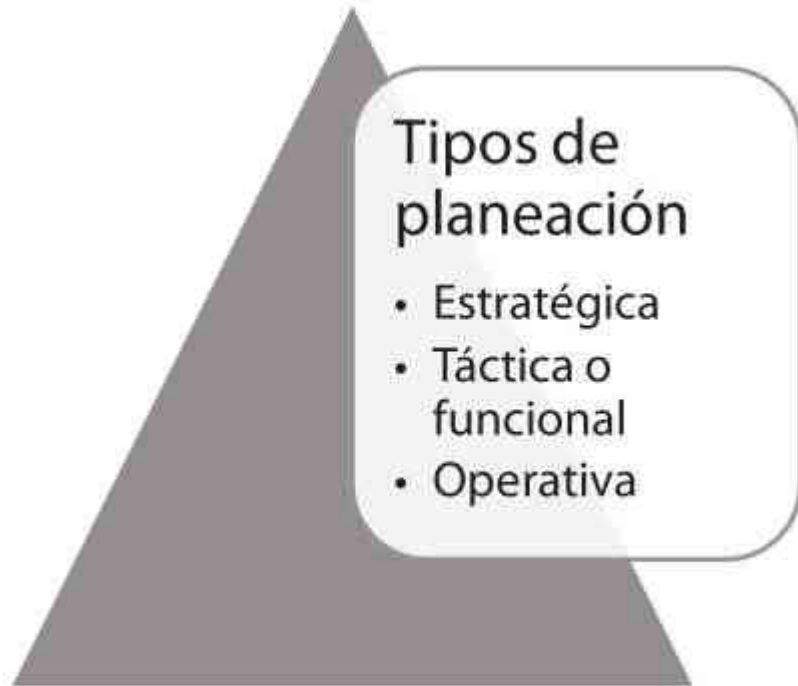 Tipos de
planeación
• Estratégica
• Táctica o
funcional
• Operativa